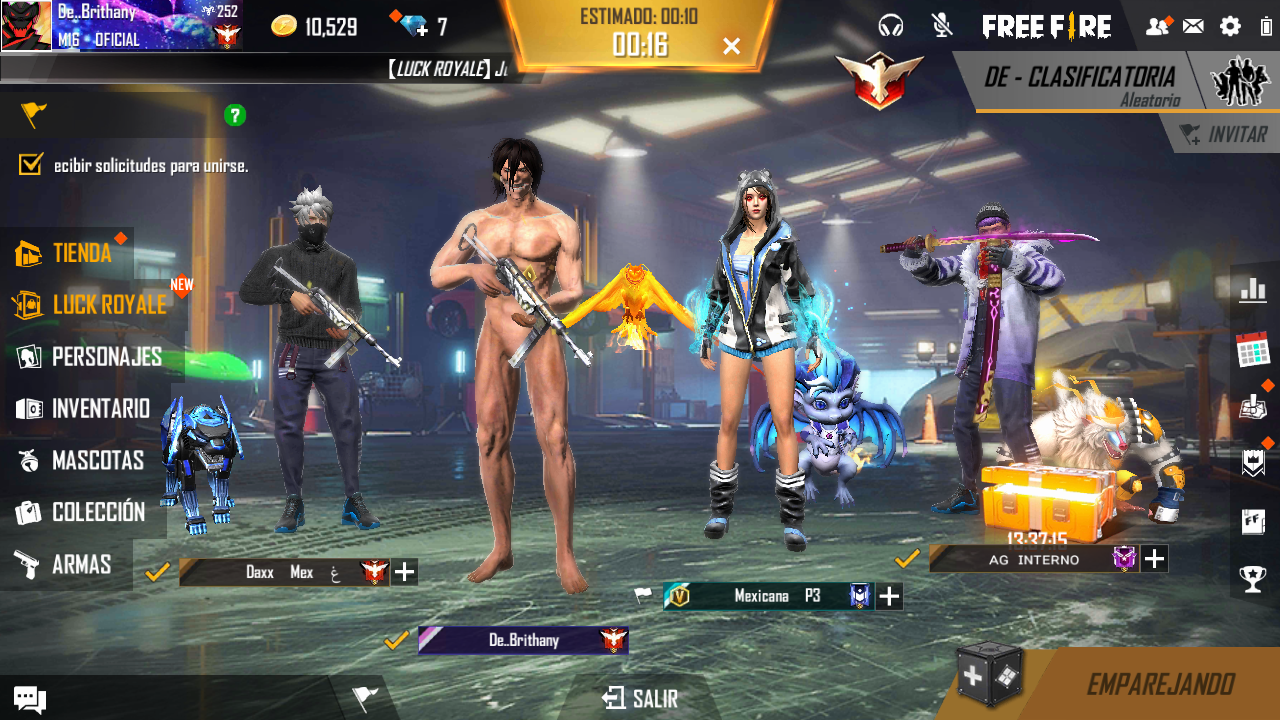 De..Brithany
252
M16 - OFICIAL
10,529
7
ESTIMADO: 00:10
00:16
FREE FIRE
【LUCK ROYALE】
DE - CLASIFICATORIA
Aleatorio
INVITAR
?
ecibir solicitudes para unirse.
TIENDA
NEW
LUCK ROYALE
PERSONAJES
INVENTARIO
MASCOTAS
COLECCIÓN
ARMAS
FF
13:37:15
Daxx Mex غ
AG INTERNO
V
Mexicana P3
De..Brithany
SALIR
EMPAREJANDO